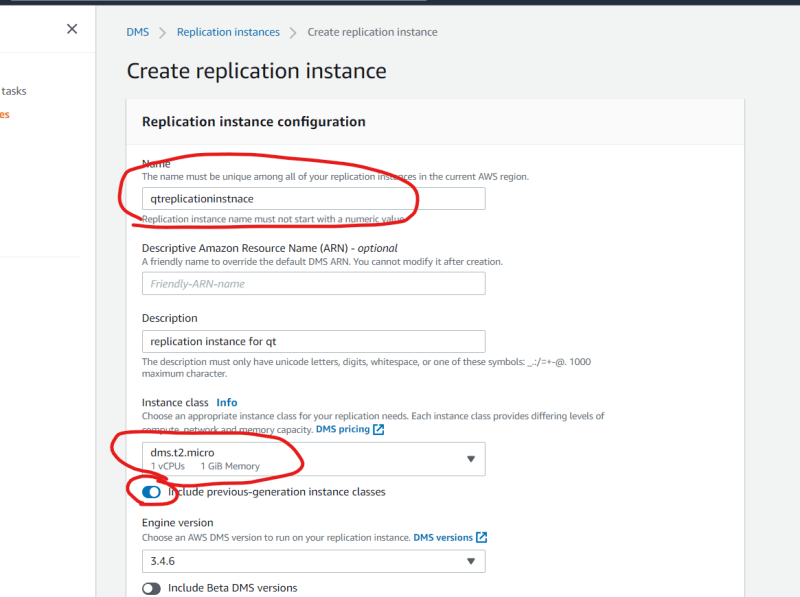 DMS > Replication instances > Create replication instance
tasks
es
Create replication instance
Replication instance configuration
Name
The name must be unique among all of your replication instances in the current AWS region.
qtreplicationinstnace
Replication instance name must not start with a numeric value
Descriptive Amazon Resource Name (ARN) - optional
A friendly name to override the default DMS ARN. You cannot modify it after creation.
Friendly-ARN-name
Description
replication instance for qt
The description must only have unicode letters, digits, whitespace, or one of these symbols: _.:/=+-@. 1000
maximum character.
Instance class Info
Choose an appropriate instance class for your replication needs. Each instance class provides differing levels of
compute, network and memory capacity. DMS pricing
dms.t2.micro
1 vCPUs 1 GiB Memory
Include previous-generation instance classes
Engine version
Choose an AWS DMS version to run on your replication instance. DMS versions
3.4.6
Include Beta DMS versions